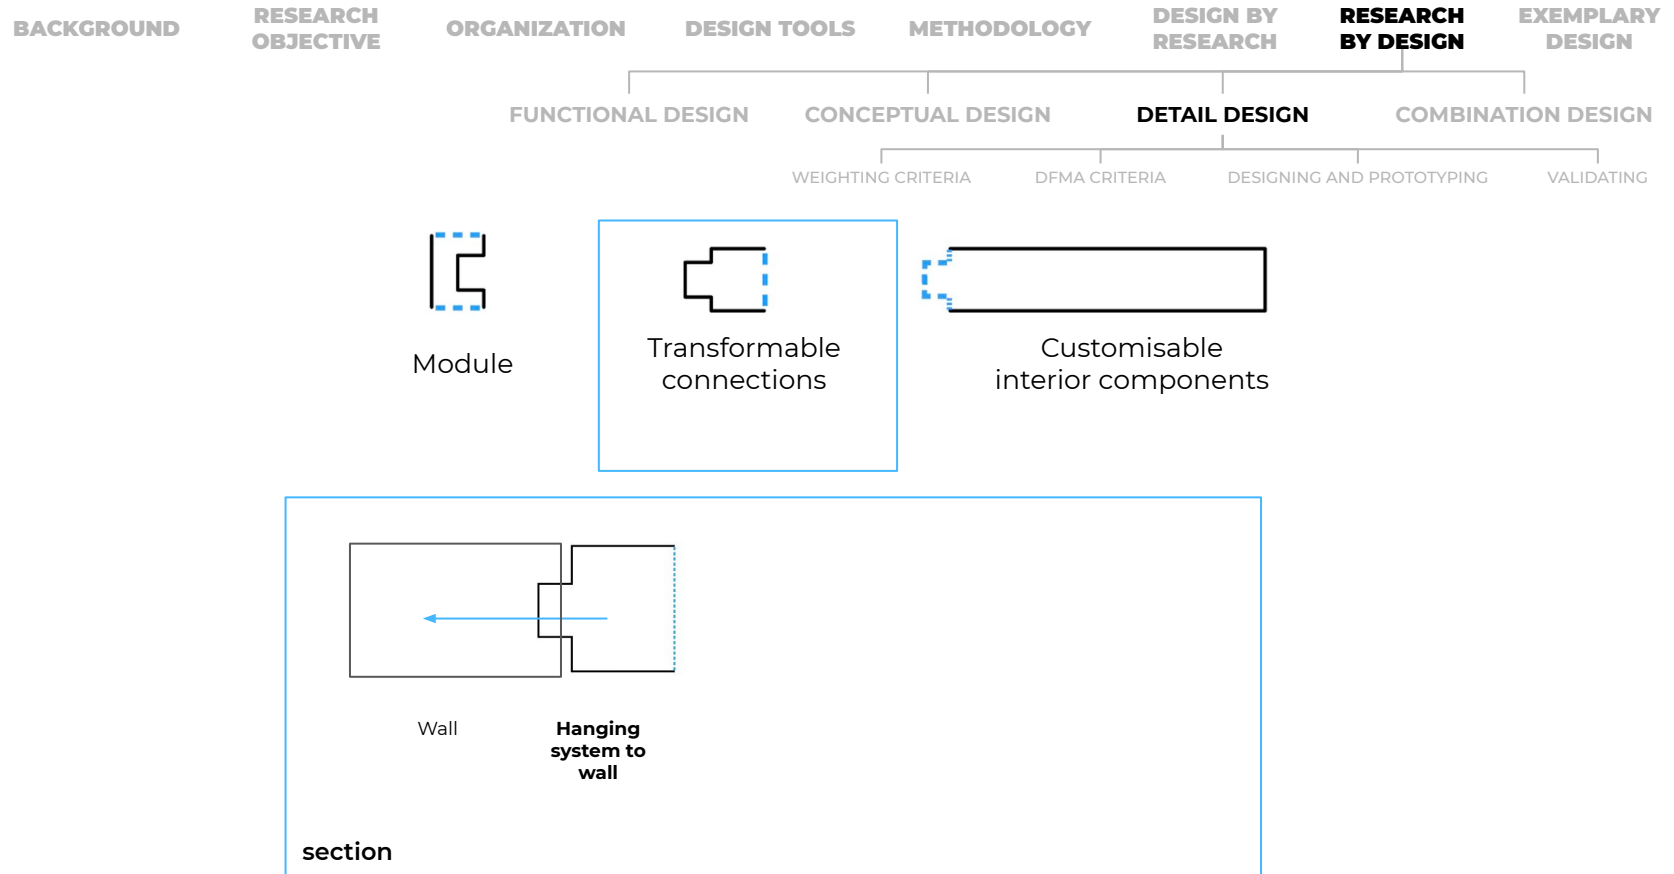 BACKGROUND
RESEARCH
OBJECTIVE
ORGANIZATION
DESIGN TOOLS
METHODOLOGY
DESIGN BY
RESEARCH
RESEARCH
BY DESIGN
EXEMPLARY
DESIGN
FUNCTIONAL DESIGN
CONCEPTUAL DESIGN
DETAIL DESIGN
COMBINATION DESIGN
WEIGHTING CRITERIA
DFMA CRITERIA
DESIGNING AND PROTOTYPING
VALIDATING
Module
Transformable
connections
Customisable
interior components
Wall
Hanging
system to
wall
section